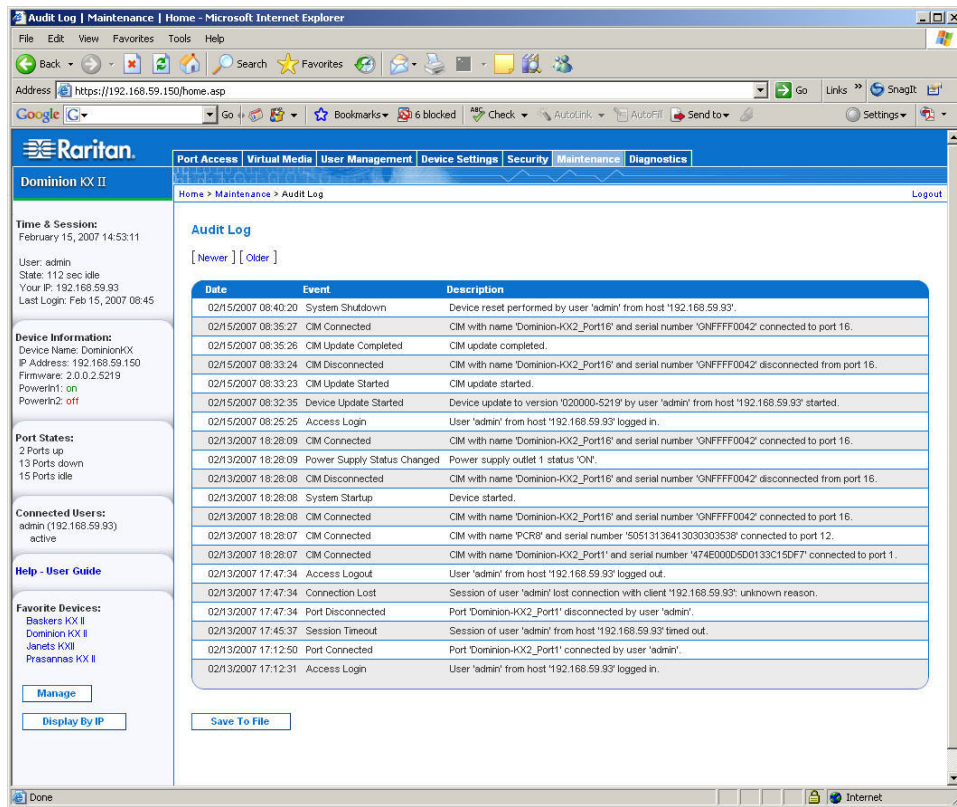 Audit Log | Maintenance | Home - Microsoft Internet Explorer
File Edit View Favorites Tools Help
Back Search Favorites
Address https://192.168.59.150/home.asp Go Links » SnagIt
Google G Go Bookmarks 6 blocked ABC Check AutoLink AutoFill Send to Settings
Raritan.
Dominion KX II
Port Access Virtual Media User Management Device Settings Security Maintenance Diagnostics
Home > Maintenance > Audit Log Logout
Time & Session:
February 15, 2007 14:53:11
User: admin
State: 112 sec idle
Your IP: 192.168.59.93
Last Login: Feb 15, 2007 08:45
Device Information:
Device Name: DominionKX
IP Address: 192.168.59.150
Firmware: 2.0.0.2.5219
PowerIn1: on
PowerIn2: off
Port States:
2 Ports up
13 Ports down
15 Ports idle
Connected Users:
admin (192.168.59.93)
active
Help - User Guide
Favorite Devices:
Baskers KX II
Dominion KX II
Janets KXII
Prasannas KX II
Manage
Display By IP
Audit Log
[ Newer ] [ Older ]
Date Event Description
02/15/2007 08:40:20 System Shutdown Device reset performed by user 'admin' from host '192.168.59.93'.
02/15/2007 08:35:27 CIM Connected CIM with name 'Dominion-KX2_Port16' and serial number 'GNFFFF0042' connected to port 16.
02/15/2007 08:35:26 CIM Update Completed CIM update completed.
02/15/2007 08:33:24 CIM Disconnected CIM with name 'Dominion-KX2_Port16' and serial number 'GNFFFF0042' disconnected from port 16.
02/15/2007 08:33:23 CIM Update Started CIM update started.
02/15/2007 08:32:35 Device Update Started Device update to version '020000-5219' by user 'admin' from host '192.168.59.93' started.
02/15/2007 08:25:25 Access Login User 'admin' from host '192.168.59.93' logged in.
02/13/2007 18:28:09 CIM Connected CIM with name 'Dominion-KX2_Port16' and serial number 'GNFFFF0042' connected to port 16.
02/13/2007 18:28:09 Power Supply Status Changed Power supply outlet 1 status 'ON'.
02/13/2007 18:28:08 CIM Disconnected CIM with name 'Dominion-KX2_Port16' and serial number 'GNFFFF0042' disconnected from port 16.
02/13/2007 18:28:08 System Startup Device started.
02/13/2007 18:28:08 CIM Connected CIM with name 'Dominion-KX2_Port16' and serial number 'GNFFFF0042' connected to port 16.
02/13/2007 18:28:07 CIM Connected CIM with name 'PCR8' and serial number '50513136413030303538' connected to port 12.
02/13/2007 18:28:07 CIM Connected CIM with name 'Dominion-KX2_Port1' and serial number '474E000D5D0133C15DF7' connected to port 1.
02/13/2007 17:47:34 Access Logout User 'admin' from host '192.168.59.93' logged out.
02/13/2007 17:47:34 Connection Lost Session of user 'admin' lost connection with client '192.168.59.93': unknown reason.
02/13/2007 17:47:34 Port Disconnected Port 'Dominion-KX2_Port1' disconnected by user 'admin'.
02/13/2007 17:45:37 Session Timeout Session of user 'admin' from host '192.168.59.93' timed out.
02/13/2007 17:12:50 Port Connected Port 'Dominion-KX2_Port1' connected by user 'admin'.
02/13/2007 17:12:31 Access Login User 'admin' from host '192.168.59.93' logged in.
Save To File
Done Internet